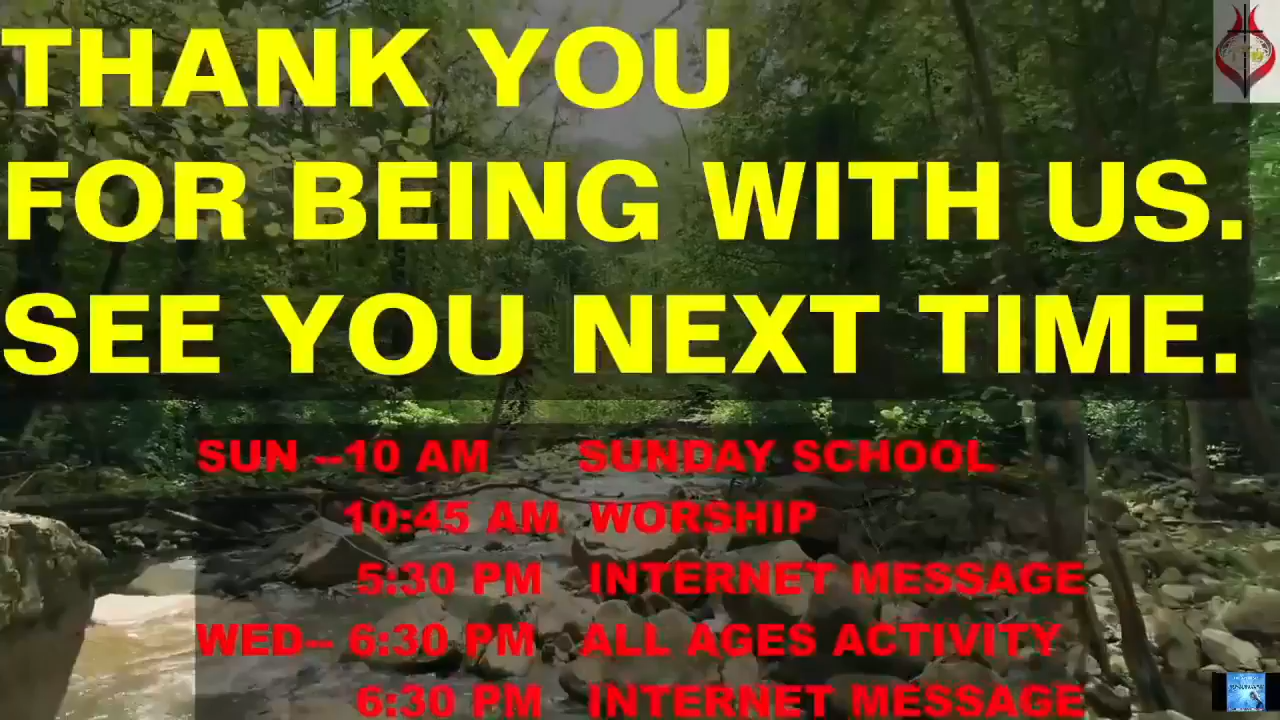 THANK YOU
FOR BEING WITH US.
SEE YOU NEXT TIME.
SUN –10 AM SUNDAY SCHOOL
10:45 AM WORSHIP
5:30 PM INTERNET MESSAGE
WED– 6:30 PM ALL AGES ACTIVITY
6:30 PM INTERNET MESSAGE